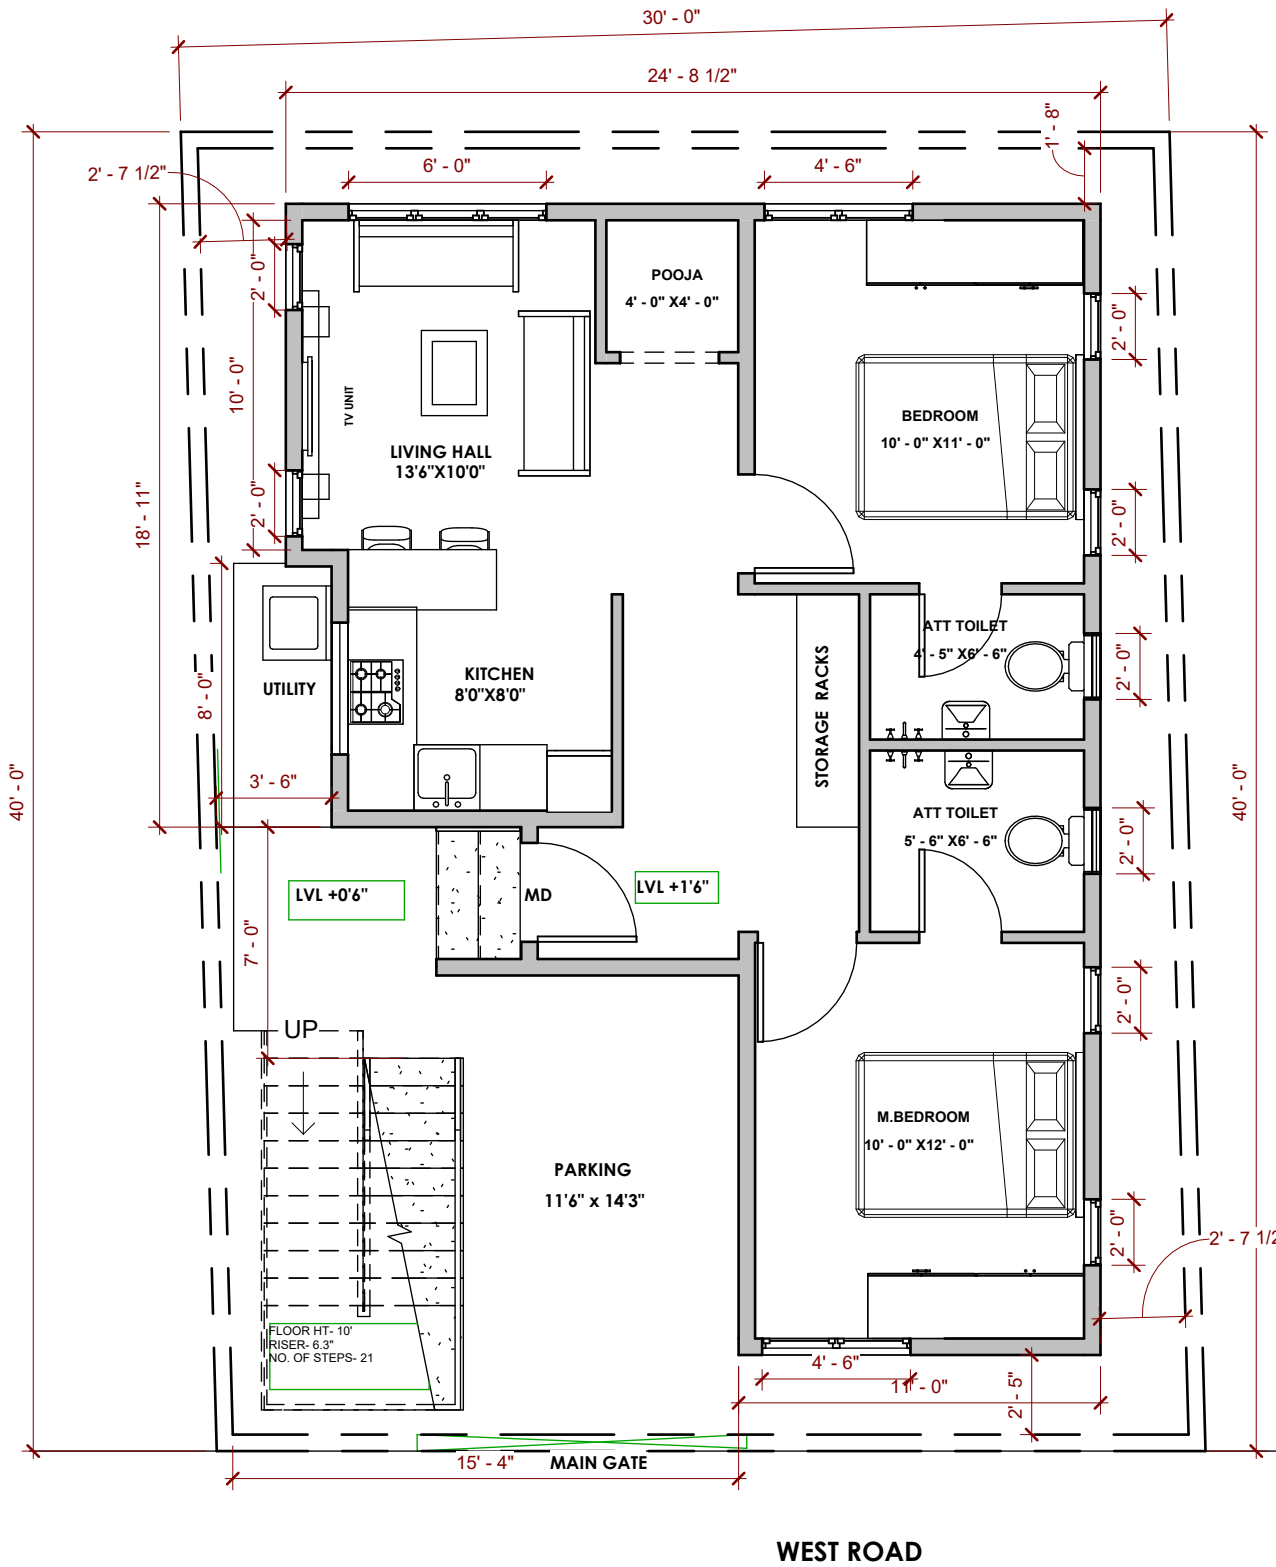 30' - 0"
24' - 8 1/2"
1' - 8"
2' - 7 1/2"
6' - 0"
4' - 6"
POOJA
4' - 0" X4' - 0"
2' - 0"
2' - 0"
10' - 0"
TV UNIT
BEDROOM
10' - 0" X11' - 0"
LIVING HALL
13'6"X10'0"
18' - 11"
2' - 0"
2' - 0"
ATT TOILET
4' - 5" X6' - 6"
2' - 0"
KITCHEN
8'0"X8'0"
UTILITY
8' - 0"
STORAGE RACKS
3' - 6"
40' - 0"
40' - 0"
ATT TOILET
5' - 6" X6' - 6"
2' - 0"
LVL +0'6"
MD
LVL +1'6"
7' - 0"
2' - 0"
UP
M.BEDROOM
10' - 0" X12' - 0"
PARKING
11'6" x 14'3"
2' - 0"
2' - 7 1/2
FLOOR HT- 10'
RISER- 6.3"
NO. OF STEPS- 21
4' - 6"
11' - 0"
2' - 5"
15' - 4"
MAIN GATE
WEST ROAD